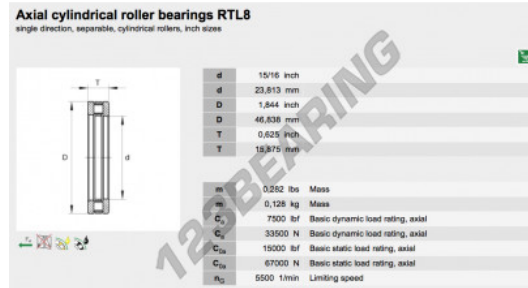 Axial cylindrical roller bearings RTL8
single direction, separable, cylindrical rollers, inch sizes
T
D
d
d 15/16 inch
d 23,813 mm
D 1,844 inch
D 46,838 mm
T 0,625 inch
T 15,875 mm
m 0,282 lbs Mass
m 0,128 kg Mass
Ca 7500 lbf Basic dynamic load rating, axial
Ca 33500 N Basic dynamic load rating, axial
C0a 15000 lbf Basic static load rating, axial
C0a 67000 N Basic static load rating, axial
nG 5500 1/min Limiting speed
123BEARING